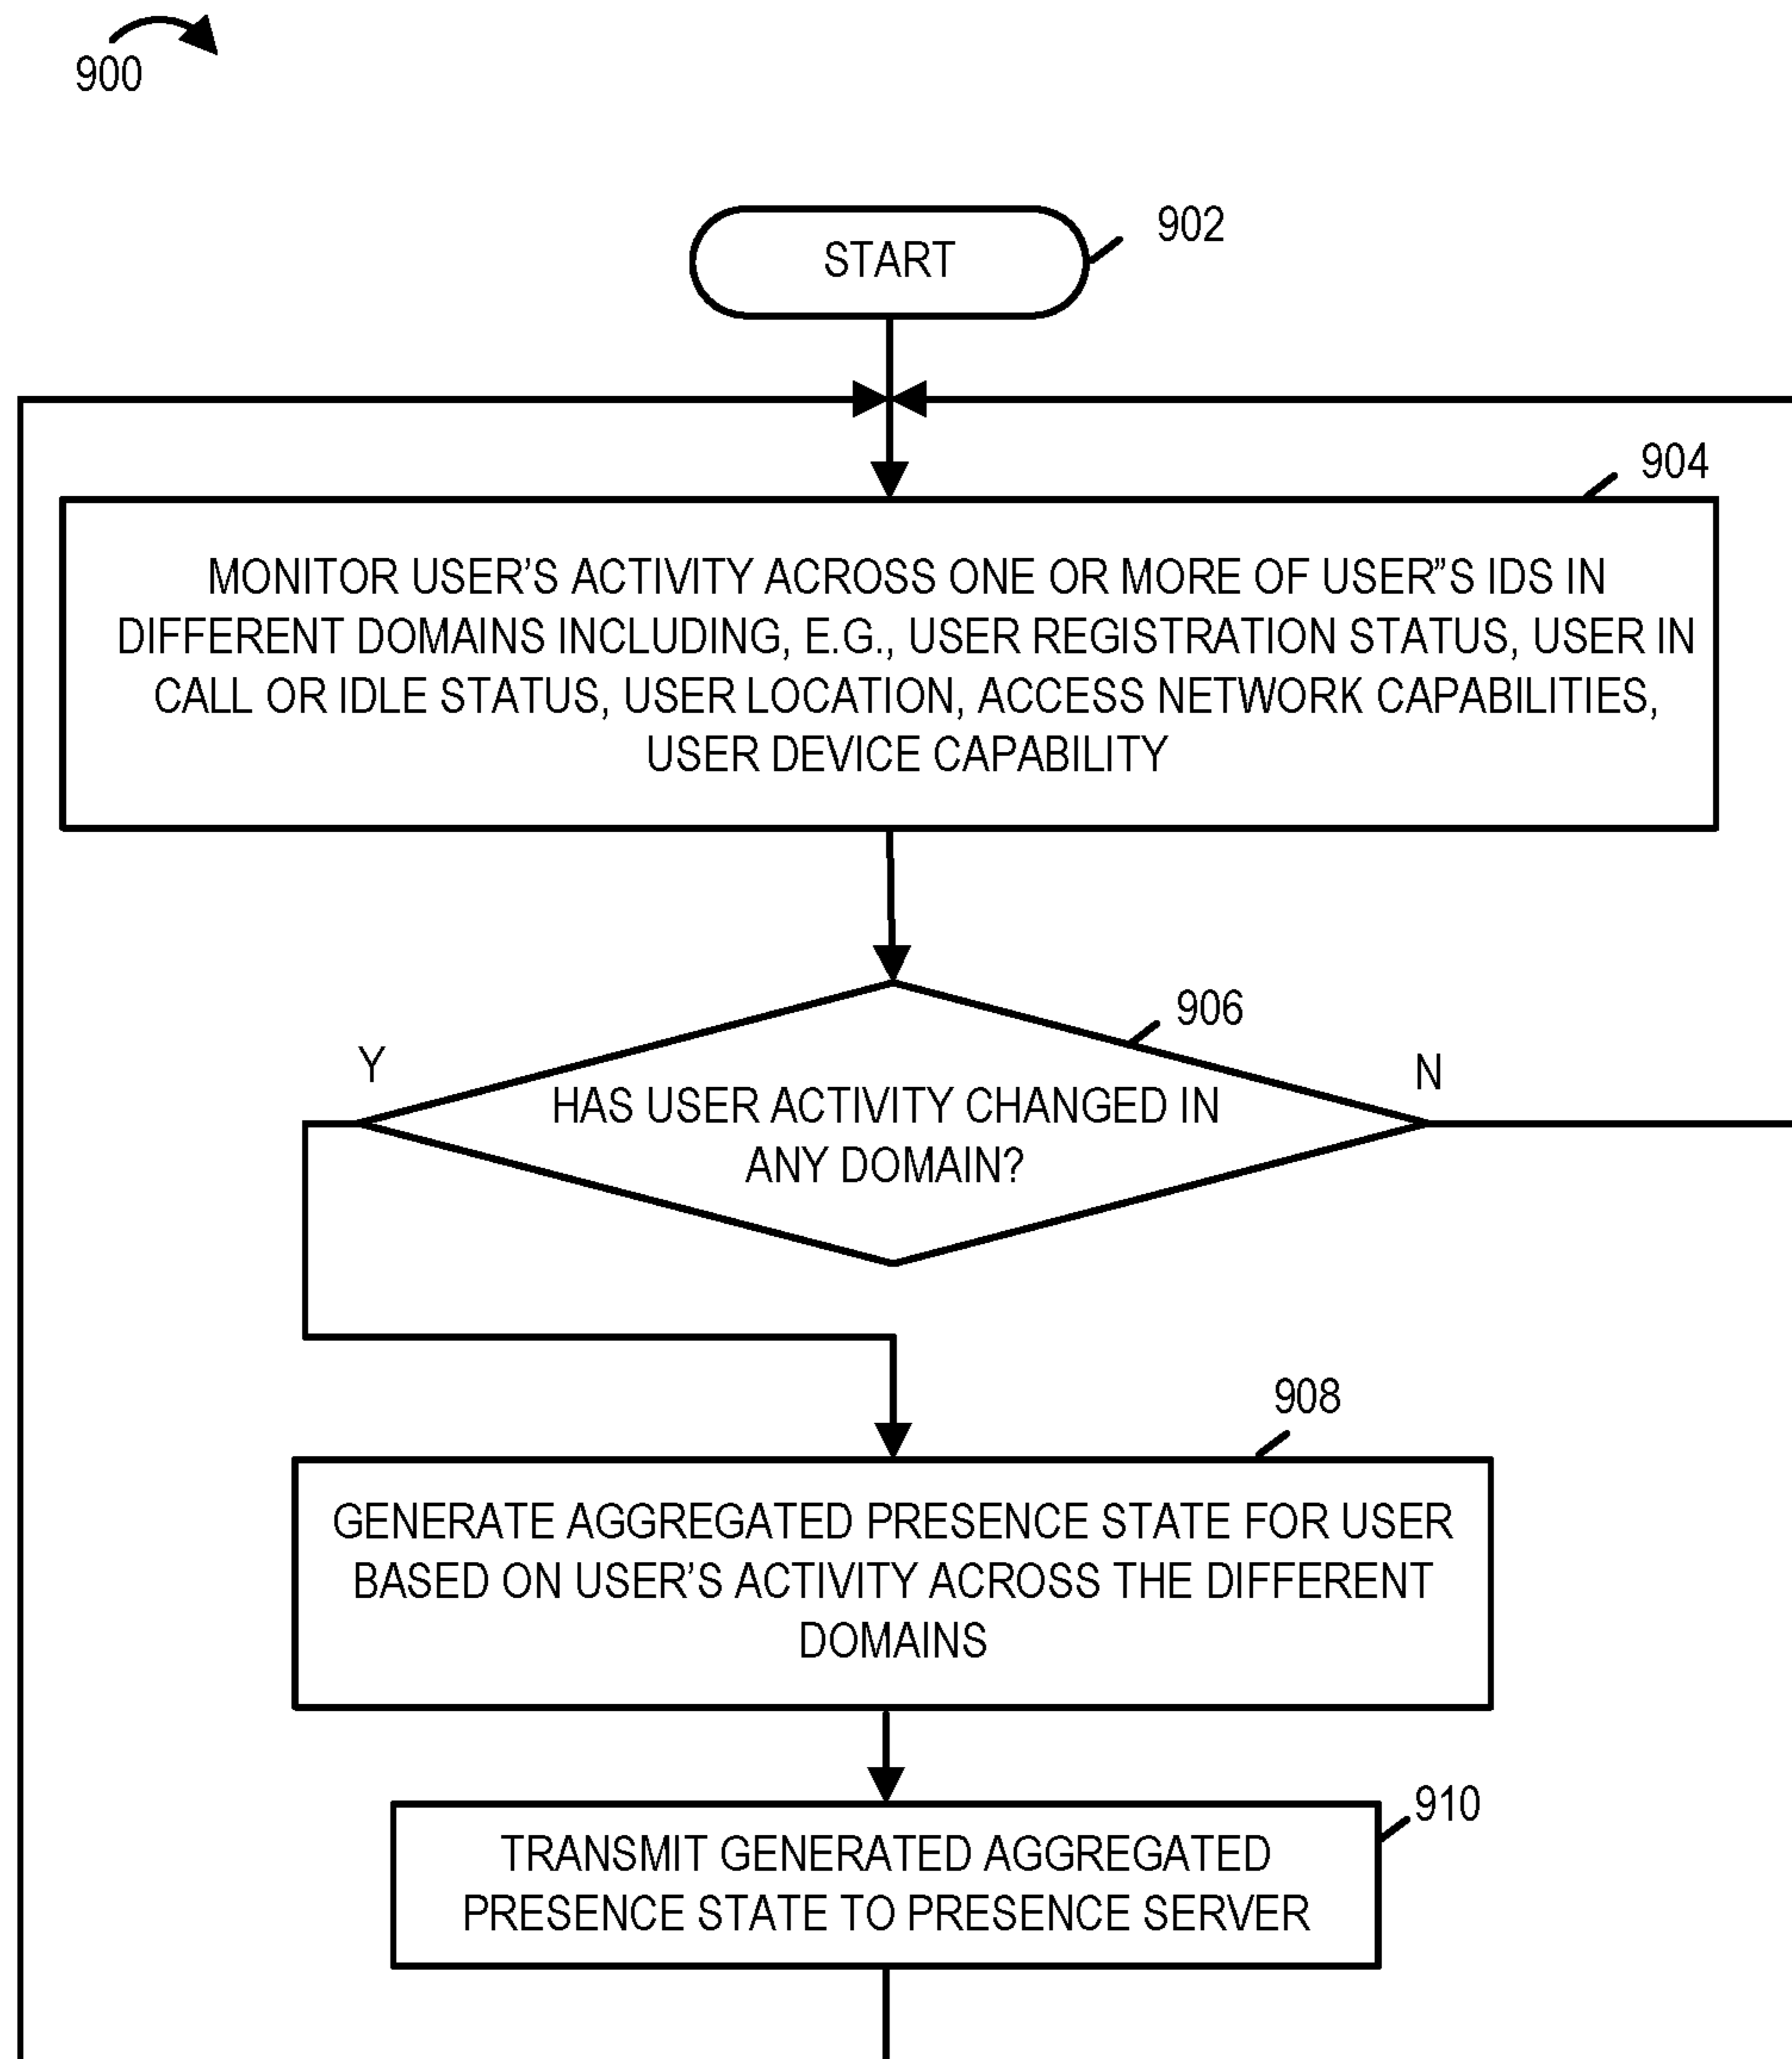 900
START
902
904
MONITOR USER’S ACTIVITY ACROSS ONE OR MORE OF USER”S IDS IN
DIFFERENT DOMAINS INCLUDING, E.G., USER REGISTRATION STATUS, USER IN
CALL OR IDLE STATUS, USER LOCATION, ACCESS NETWORK CAPABILITIES,
USER DEVICE CAPABILITY
906
Y
N
HAS USER ACTIVITY CHANGED IN
ANY DOMAIN?
908
GENERATE AGGREGATED PRESENCE STATE FOR USER
BASED ON USER’S ACTIVITY ACROSS THE DIFFERENT
DOMAINS
910
TRANSMIT GENERATED AGGREGATED
PRESENCE STATE TO PRESENCE SERVER